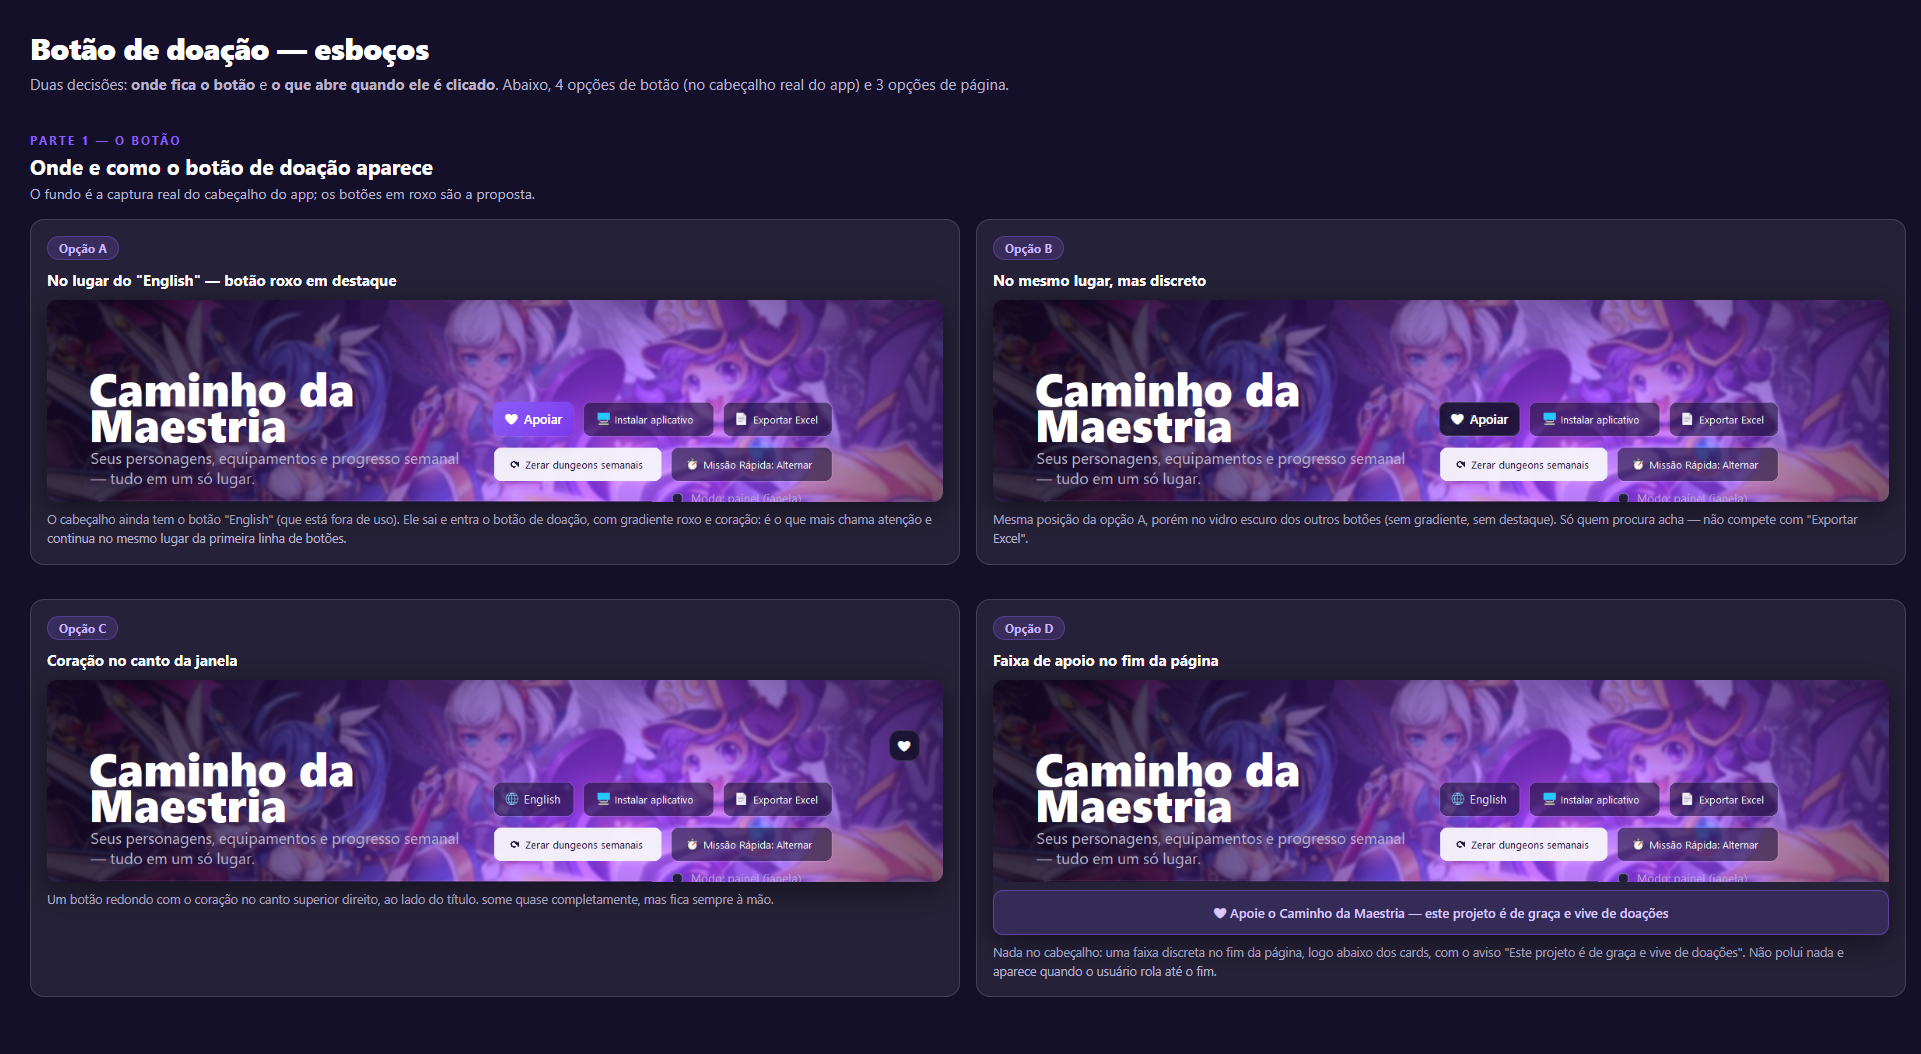 Botão de doação — esboços
Duas decisões: onde fica o botão e o que abre quando ele é clicado. Abaixo, 4 opções de botão (no cabeçalho real do app) e 3 opções de página.
PARTE 1 — O BOTÃO
Onde e como o botão de doação aparece
O fundo é a captura real do cabeçalho do app; os botões em roxo são a proposta.
Opção A
No lugar do "English" — botão roxo em destaque
Caminho da
Maestria
Seus personagens, equipamentos e progresso semanal
— tudo em um só lugar.
Apoiar
Instalar aplicativo
Exportar Excel
Zerar dungeons semanais
Missão Rápida: Alternar
Modo: painel (janela)
O cabeçalho ainda tem o botão "English" (que está fora de uso). Ele sai e entra o botão de doação, com gradiente roxo e coração: é o que mais chama atenção e
continua no mesmo lugar da primeira linha de botões.
Opção B
No mesmo lugar, mas discreto
Caminho da
Maestria
Seus personagens, equipamentos e progresso semanal
— tudo em um só lugar.
Apoiar
Instalar aplicativo
Exportar Excel
Zerar dungeons semanais
Missão Rápida: Alternar
Modo: painel (janela)
Mesma posição da opção A, porém no vidro escuro dos outros botões (sem gradiente, sem destaque). Só quem procura acha — não compete com "Exportar
Excel".
Opção C
Coração no canto da janela
Caminho da
Maestria
Seus personagens, equipamentos e progresso semanal
— tudo em um só lugar.
English
Instalar aplicativo
Exportar Excel
Zerar dungeons semanais
Missão Rápida: Alternar
Modo: painel (janela)
Um botão redondo com o coração no canto superior direito, ao lado do título. some quase completamente, mas fica sempre à mão.
Opção D
Faixa de apoio no fim da página
Caminho da
Maestria
Seus personagens, equipamentos e progresso semanal
— tudo em um só lugar.
English
Instalar aplicativo
Exportar Excel
Zerar dungeons semanais
Missão Rápida: Alternar
Modo: painel (janela)
Apoie o Caminho da Maestria — este projeto é de graça e vive de doações
Nada no cabeçalho: uma faixa discreta no fim da página, logo abaixo dos cards, com o aviso "Este projeto é de graça e vive de doações". Não polui nada e
aparece quando o usuário rola até o fim.